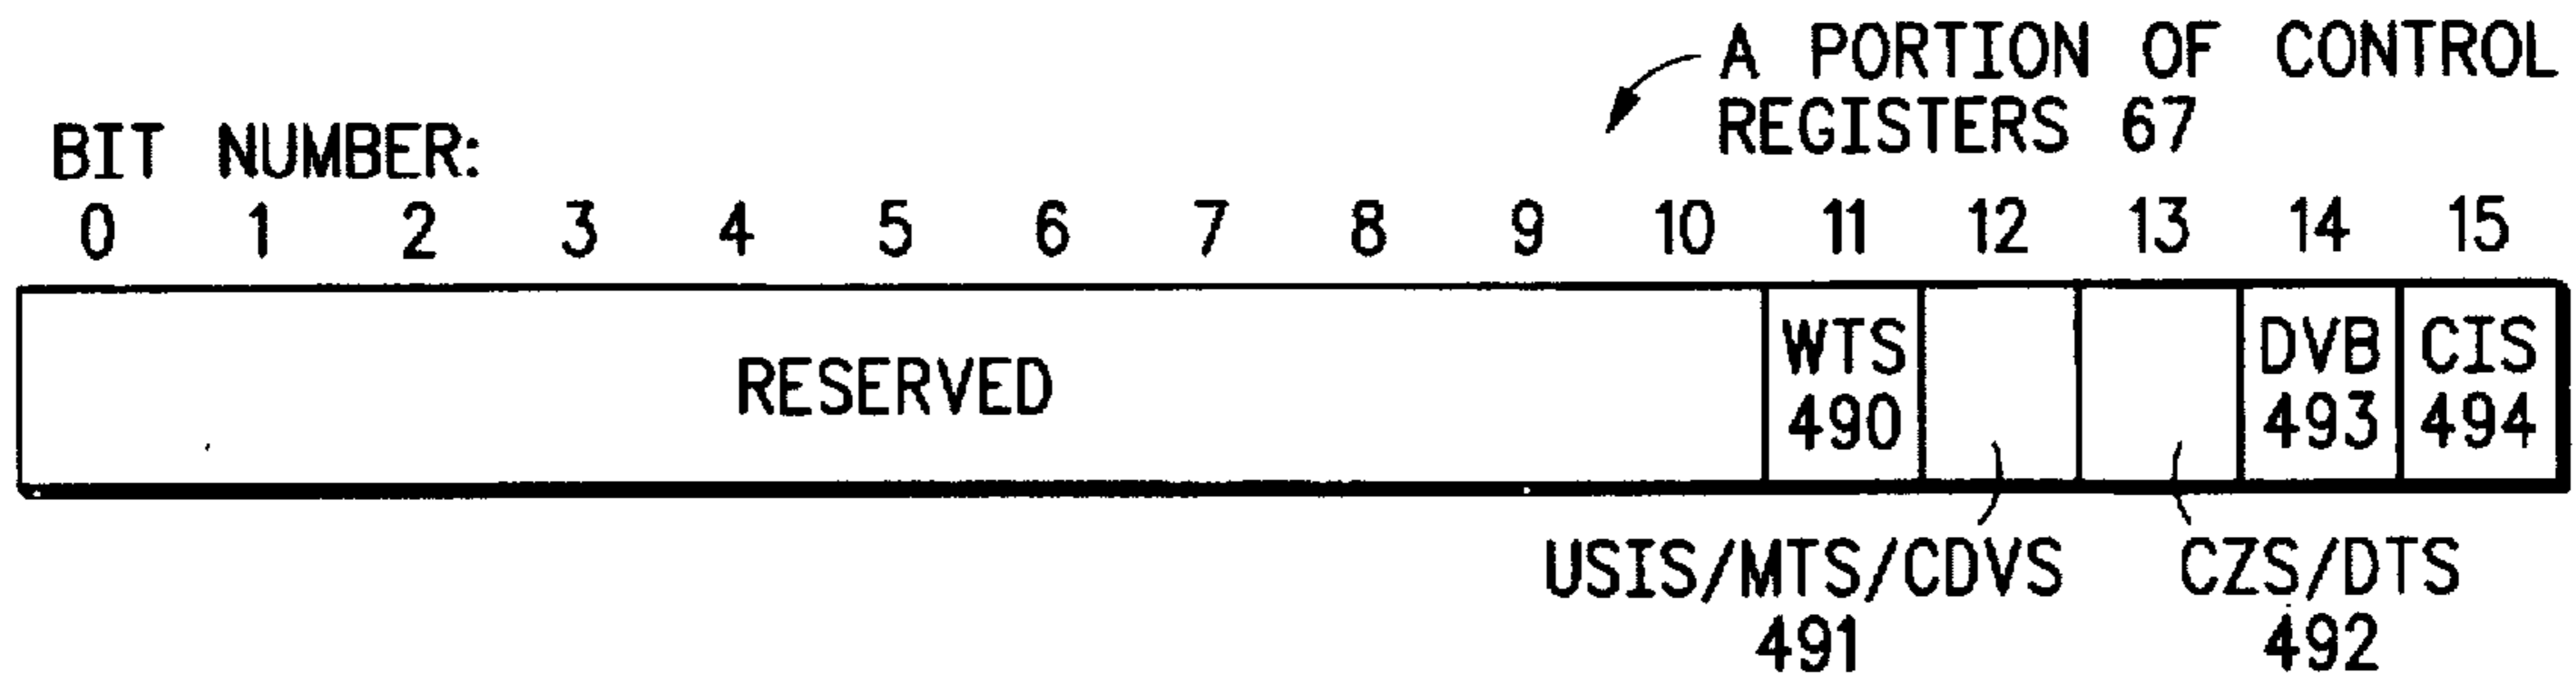 A PORTION OF CONTROL
REGISTERS 67
BIT NUMBER:
0 1 2 3 4 5 6 7 8 9 10 11 12 13 14 15
RESERVED
WTS
490
DVB
493
CIS
494
USIS/MTS/CDVS
491
CZS/DTS
492